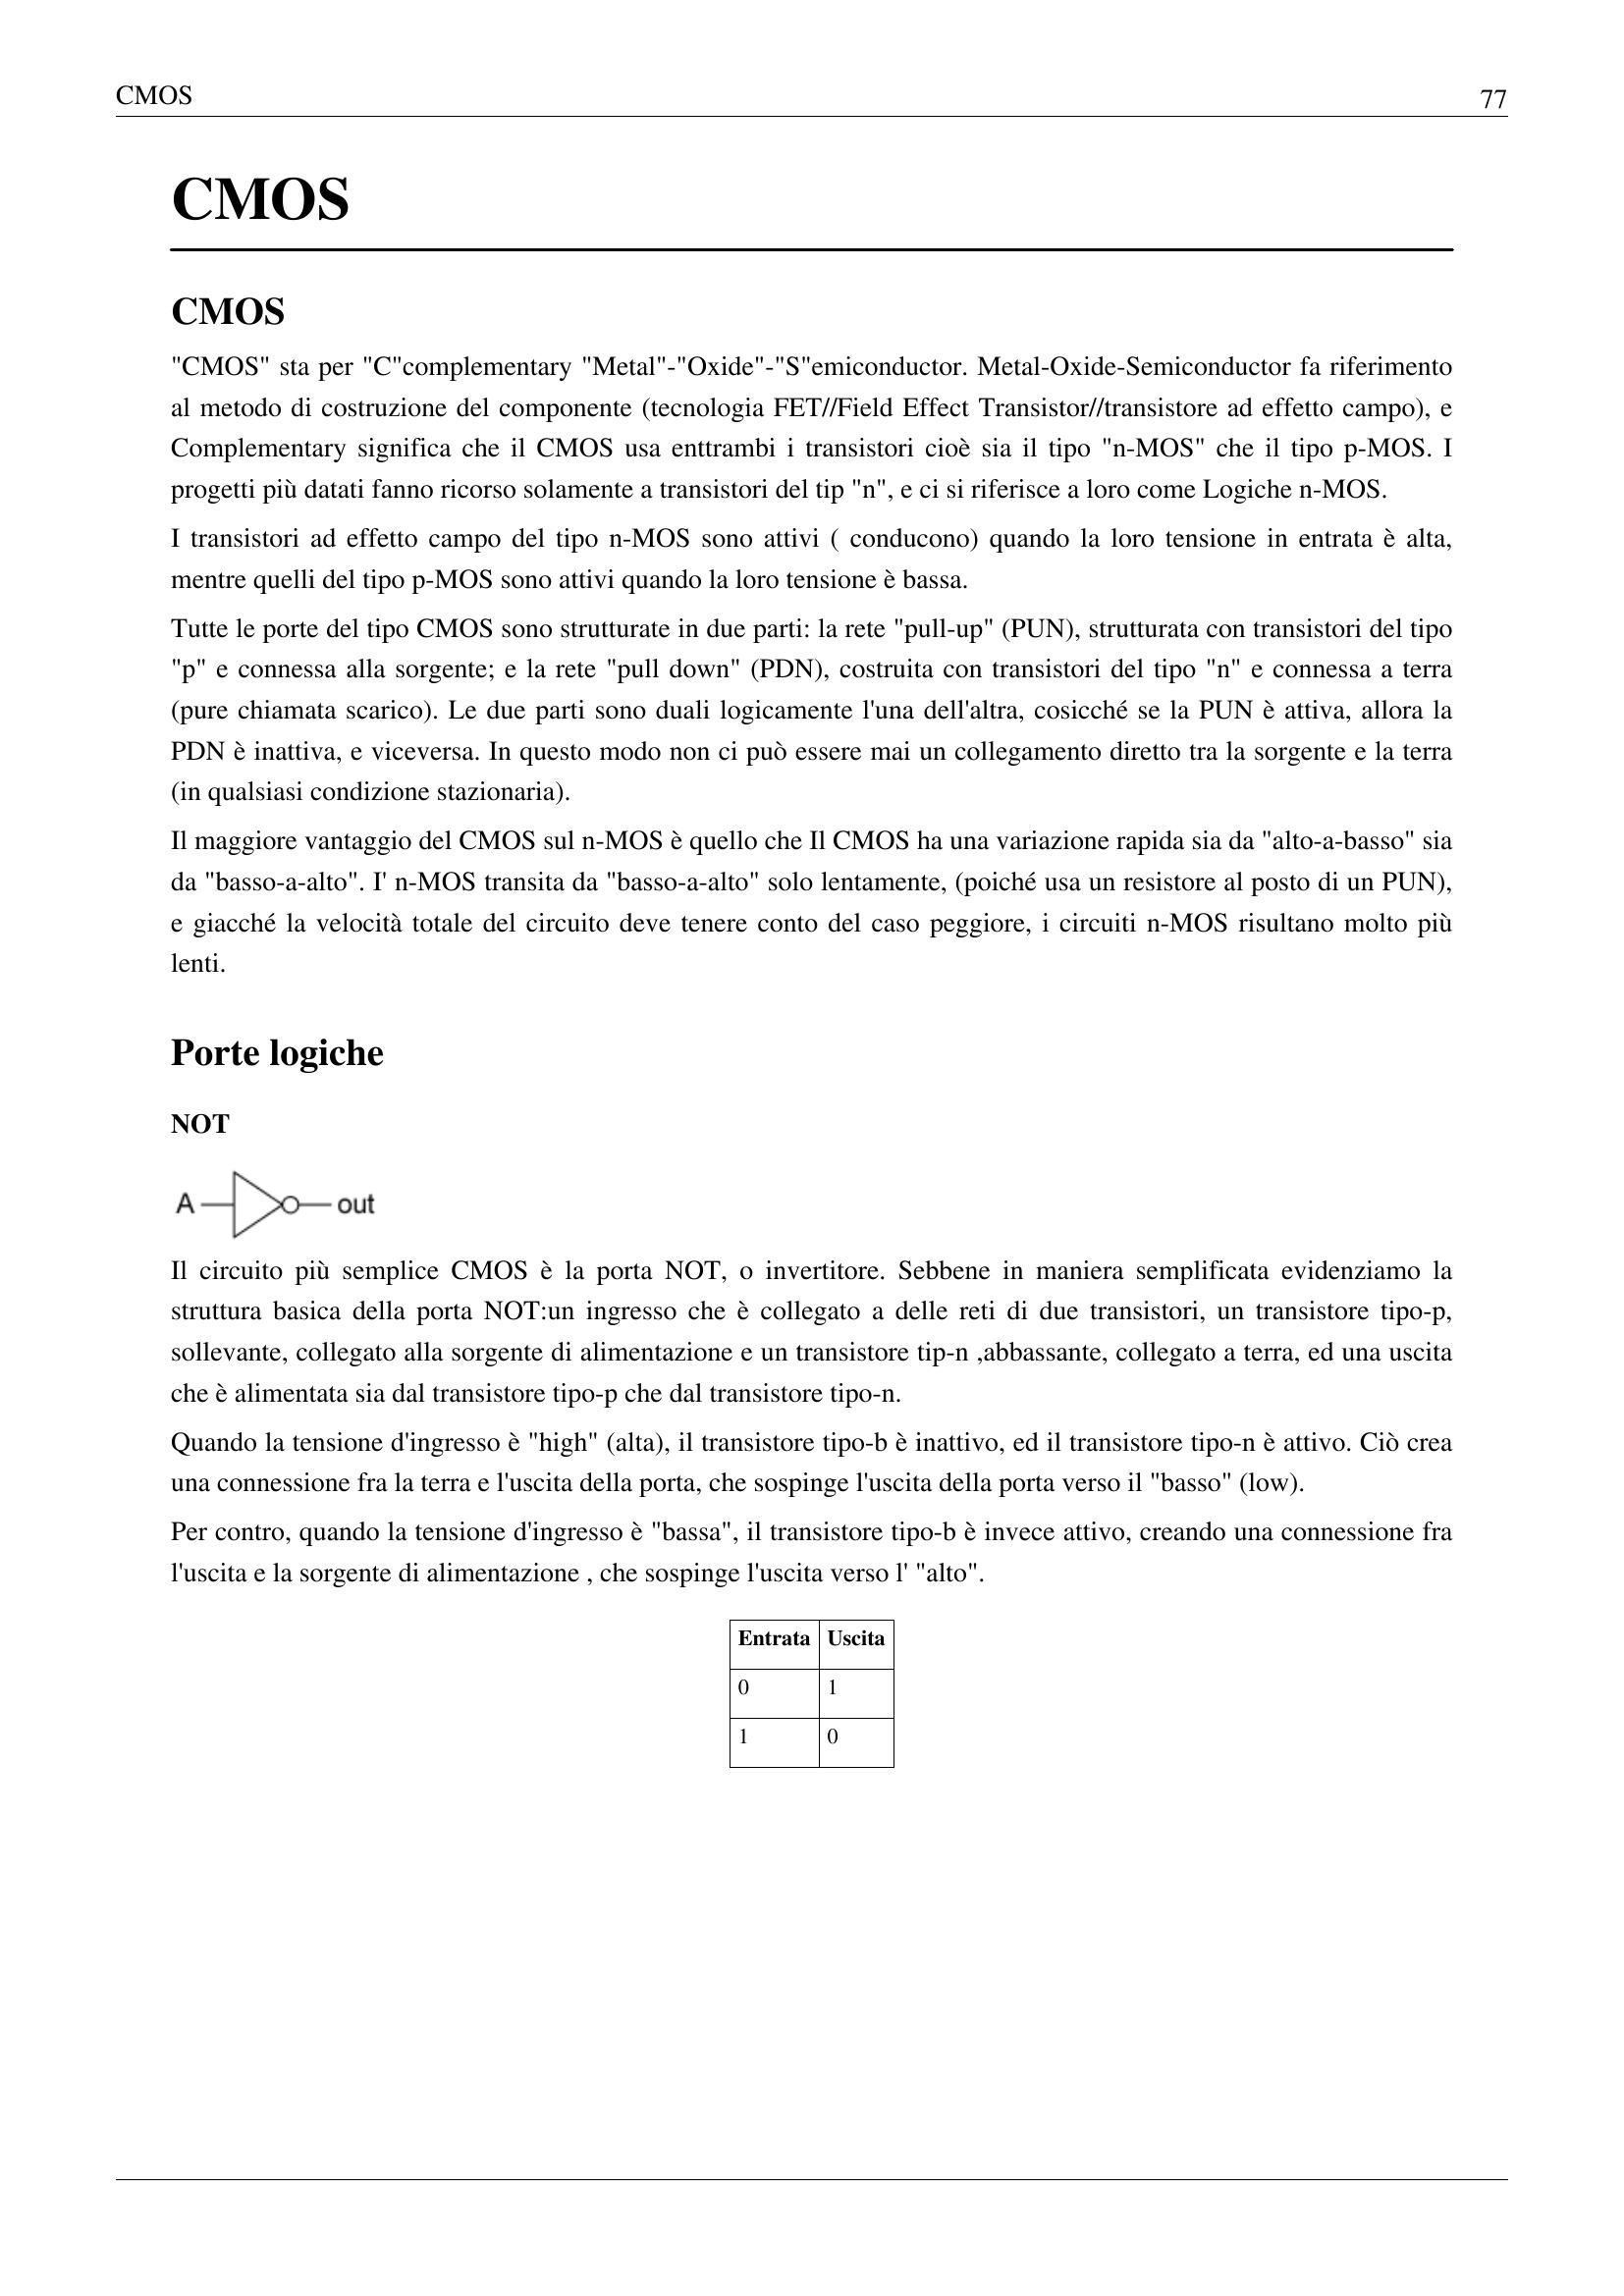 CMOS
77
CMOS
CMOS
"CMOS" sta per "C"complementary "Metal"-"Oxide"-"S"emiconductor. Metal-Oxide-Semiconductor fa riferimento
al metodo di costruzione del componente (tecnologia FET//Field Effect Transistor//transistore ad effetto campo), e
Complementary significa che il CMOS usa enttrambi i transistori cioè sia il tipo "n-MOS" che il tipo p-MOS. I
progetti più datati fanno ricorso solamente a transistori del tip "n", e ci si riferisce a loro come Logiche n-MOS.
I transistori ad effetto campo del tipo n-MOS sono attivi ( conducono) quando la loro tensione in entrata è alta,
mentre quelli del tipo p-MOS sono attivi quando la loro tensione è bassa.
Tutte le porte del tipo CMOS sono strutturate in due parti: la rete "pull-up" (PUN), strutturata con transistori del tipo
"p" e connessa alla sorgente; e la rete "pull down" (PDN), costruita con transistori del tipo "n" e connessa a terra
(pure chiamata scarico). Le due parti sono duali logicamente l'una dell'altra, cosicché se la PUN è attiva, allora la
PDN è inattiva, e viceversa. In questo modo non ci può essere mai un collegamento diretto tra la sorgente e la terra
(in qualsiasi condizione stazionaria).
Il maggiore vantaggio del CMOS sul n-MOS è quello che Il CMOS ha una variazione rapida sia da "alto-a-basso" sia
da "basso-a-alto". I' n-MOS transita da "basso-a-alto" solo lentamente, (poiché usa un resistore al posto di un PUN),
e giacché la velocità totale del circuito deve tenere conto del caso peggiore, i circuiti n-MOS risultano molto più
lenti.
Porte logiche
NOT
A out
Il circuito più semplice CMOS è la porta NOT, o invertitore. Sebbene in maniera semplificata evidenziamo la
struttura basica della porta NOT:un ingresso che è collegato a delle reti di due transistori, un transistore tipo-p,
sollevante, collegato alla sorgente di alimentazione e un transistore tip-n ,abbassante, collegato a terra, ed una uscita
che è alimentata sia dal transistore tipo-p che dal transistore tipo-n.
Quando la tensione d'ingresso è "high" (alta), il transistore tipo-b è inattivo, ed il transistore tipo-n è attivo. Ciò crea
una connessione fra la terra e l'uscita della porta, che sospinge l'uscita della porta verso il "basso" (low).
Per contro, quando la tensione d'ingresso è "bassa", il transistore tipo-b è invece attivo, creando una connessione fra
l'uscita e la sorgente di alimentazione , che sospinge l'uscita verso l' "alto".
Entrata Uscita
0 1
1 0